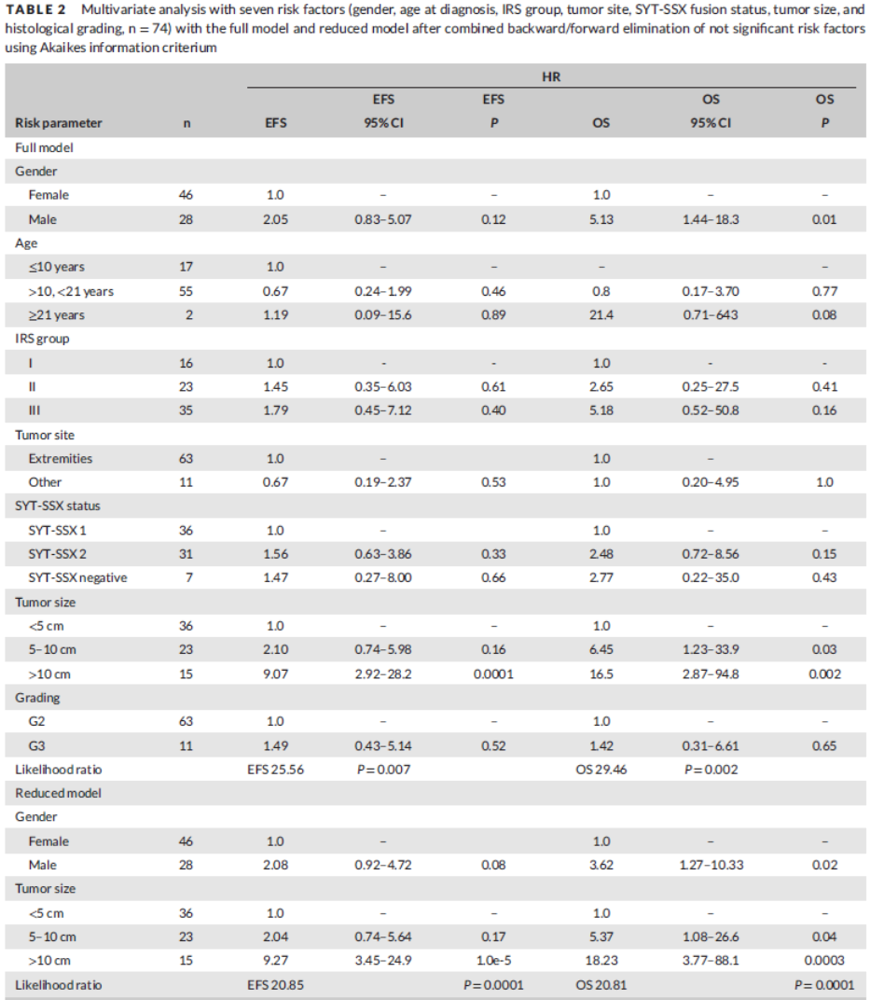 TABLE 2 Multivariate analysis with seven risk factors (gender, age at diagnosis, IRS group, tumor site, SYT-SSX fusion status, tumor size, and
histological grading, n = 74) with the full model and reduced model after combined backward/forward elimination of not significant risk factors
using Akaikes information criterion
HR
EFS EFS OS OS
Risk parameter n EFS 95% CI P OS 95% CI P
Full model
Gender
Female 46 1.0 – – 1.0 – –
Male 28 2.05 0.83–5.07 0.12 5.13 1.44–18.3 0.01
Age
≤10 years 17 1.0 – – – –
>10, <21 years 55 0.67 0.24–1.99 0.46 0.8 0.17–3.70 0.77
≥21 years 2 1.19 0.09–15.6 0.89 21.4 0.71–643 0.08
IRS group
I 16 1.0 - - 1.0 - -
II 23 1.45 0.35–6.03 0.61 2.65 0.25–27.5 0.41
III 35 1.79 0.45–7.12 0.40 5.18 0.52–50.8 0.16
Tumor site
Extremities 63 1.0 – 1.0 –
Other 11 0.67 0.19–2.37 0.53 1.0 0.20–4.95 1.0
SYT-SSX status
SYT-SSX 1 36 1.0 – – 1.0 – –
SYT-SSX 2 31 1.56 0.63–3.86 0.33 2.48 0.72–8.56 0.15
SYT-SSX negative 7 1.47 0.27–8.00 0.66 2.77 0.22–35.0 0.43
Tumor size
<5 cm 36 1.0 – – 1.0 – –
5–10 cm 23 2.10 0.74–5.98 0.16 6.45 1.23–33.9 0.03
>10 cm 15 9.07 2.92–28.2 0.0001 16.5 2.87–94.8 0.002
Grading
G2 63 1.0 – – 1.0 – –
G3 11 1.49 0.43–5.14 0.52 1.42 0.31–6.61 0.65
Likelihood ratio EFS 25.56 P = 0.007 OS 29.46 P = 0.002
Reduced model
Gender
Female 46 1.0 – – 1.0 – –
Male 28 2.08 0.92–4.72 0.08 3.62 1.27–10.33 0.02
Tumor size
<5 cm 36 1.0 – – 1.0 – –
5–10 cm 23 2.04 0.74–5.64 0.17 5.37 1.08–26.6 0.04
>10 cm 15 9.27 3.45–24.9 1.0e-5 18.23 3.77–88.1 0.0003
Likelihood ratio EFS 20.85 P = 0.0001 OS 20.81 P = 0.0001